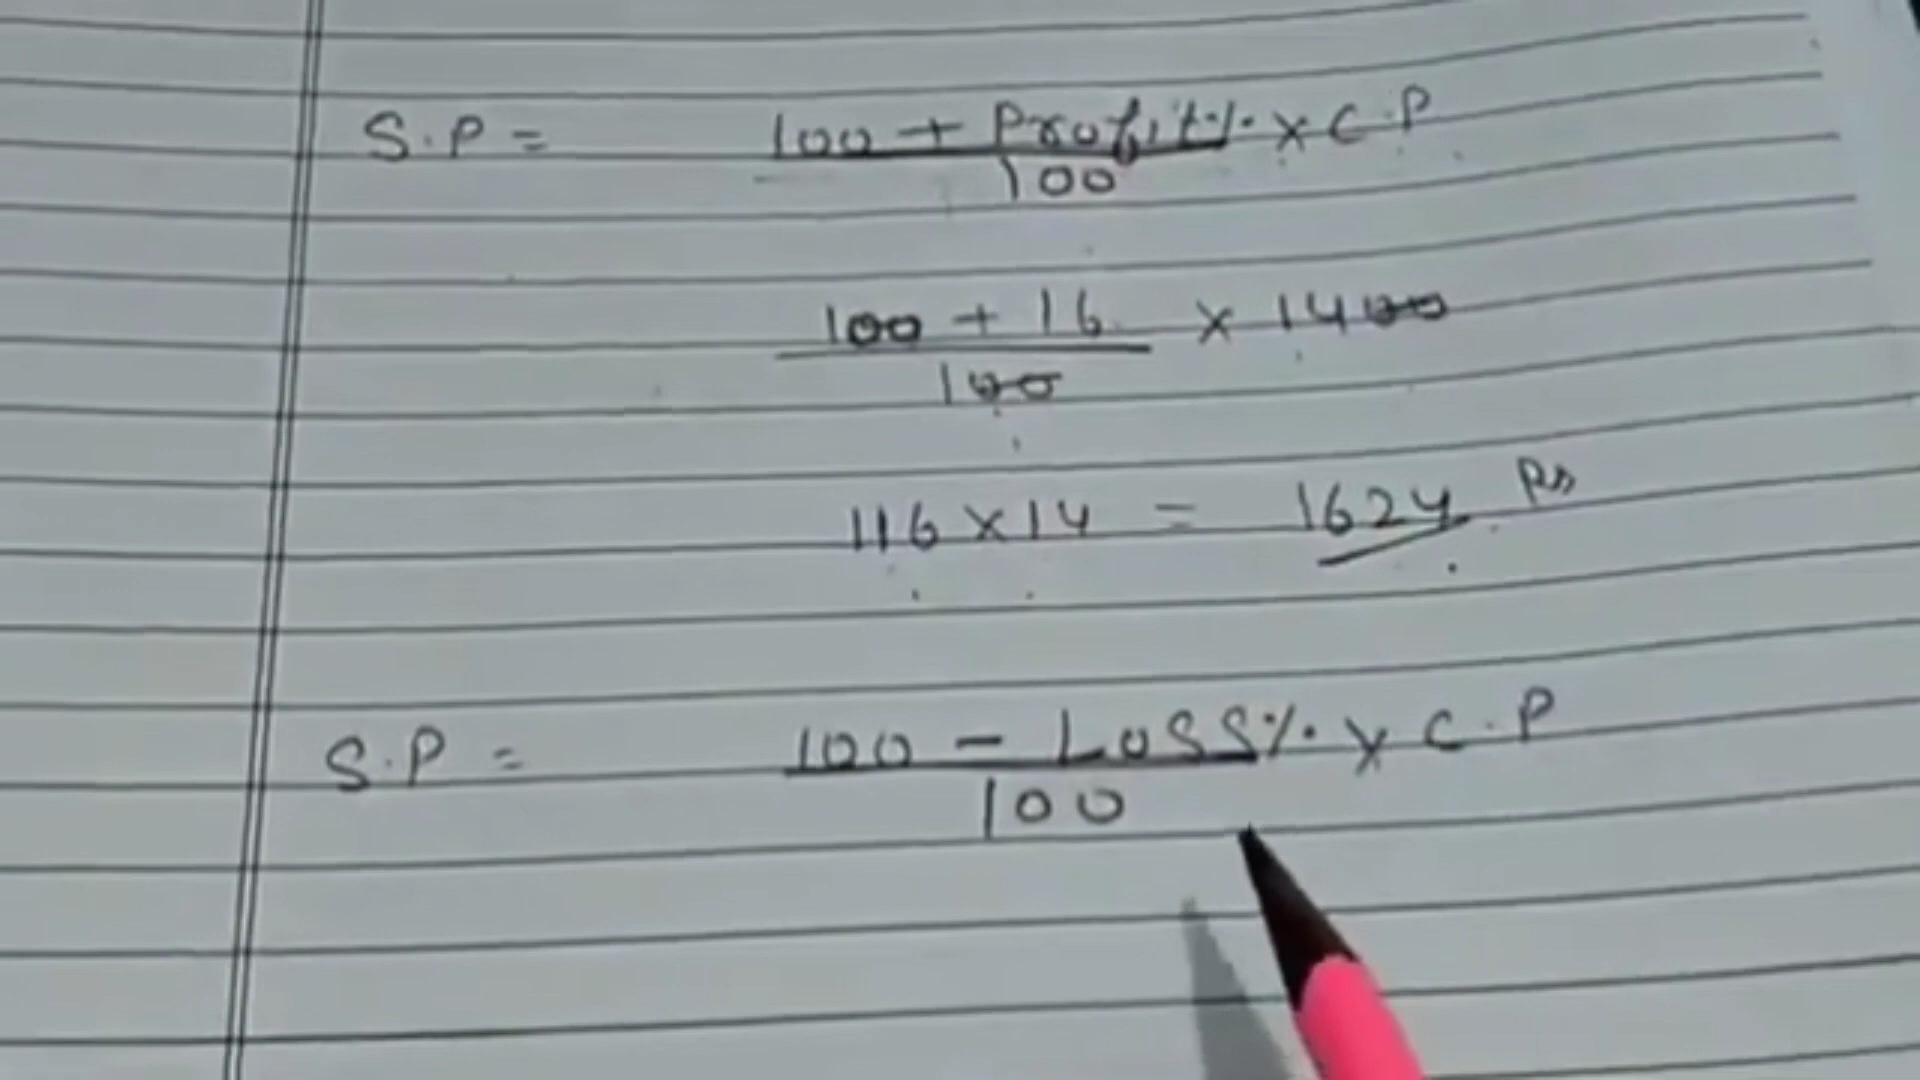 S.P = 100 + Profit% × C.P
100
100 + 16 × 1400
100
116 × 14 = 1624 Rs
S.P = 100 - Loss% × C.P
100